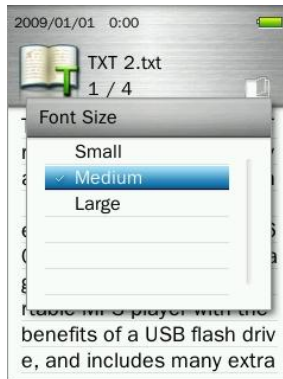 2009/01/01 0:00
TXT 2.txt
1 / 4
Font Size
Small
Medium
Large
benefits of a USB flash driv
e, and includes many extra